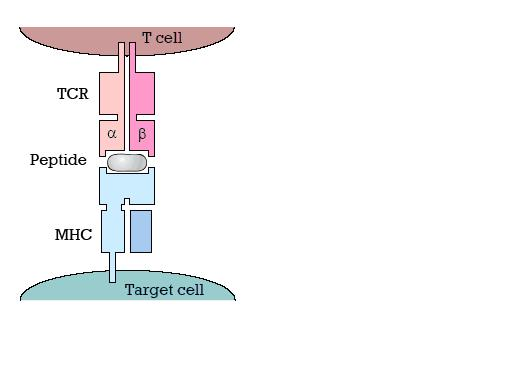 T cell
TCR
α β
Peptide
MHC
Target cell